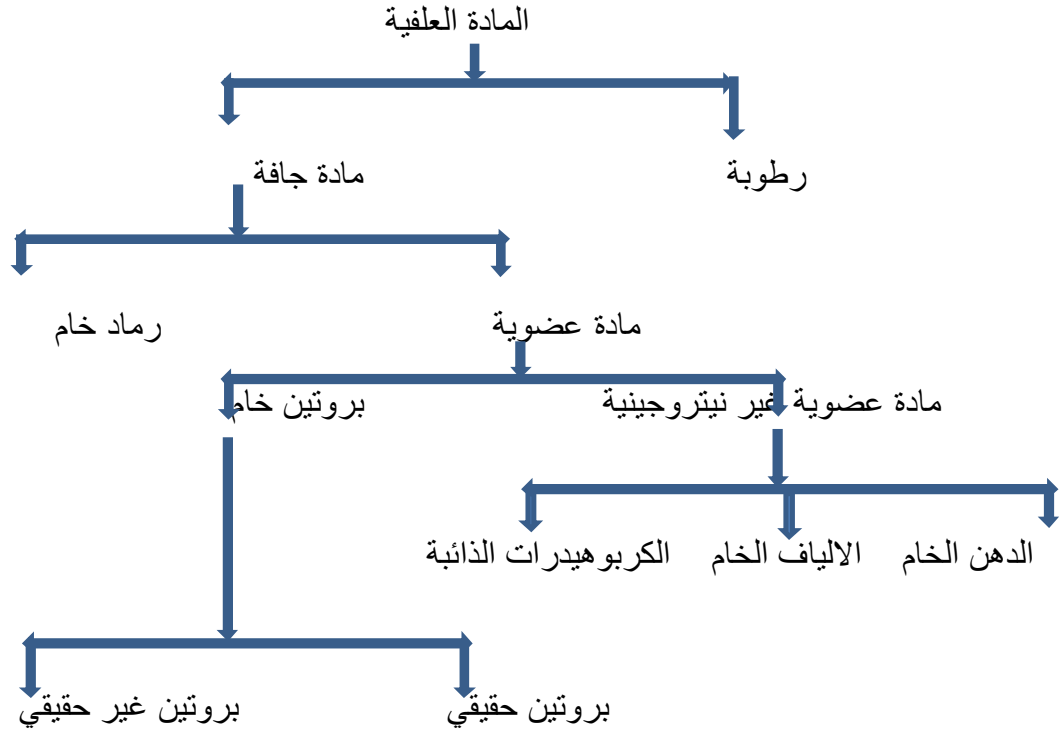 المادة العلفية
رطوبة
مادة جافة
مادة عضوية
رماد خام
مادة عضوية غير نيتروجينية
بروتين خام
الدهن الخام
الالياف الخام
الكربوهيدرات الذائبة
بروتين حقيقي
بروتين غير حقيقي